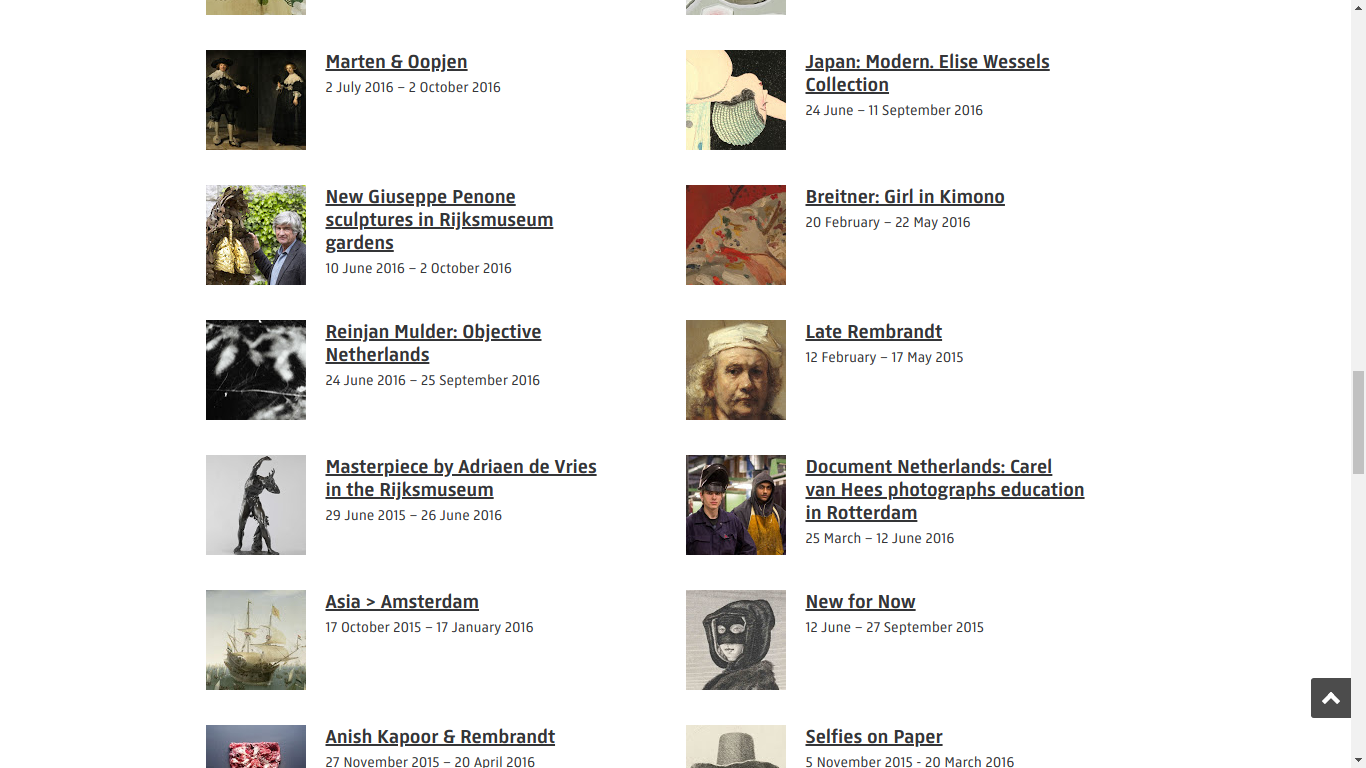 Marten & Oopjen
2 July 2016 – 2 October 2016
Japan: Modern. Elise Wessels
Collection
24 June – 11 September 2016
New Giuseppe Penone
sculptures in Rijksmuseum
gardens
10 June 2016 – 2 October 2016
Breitner: Girl in Kimono
20 February – 22 May 2016
Reinjan Mulder: Objective
Netherlands
24 June 2016 – 25 September 2016
Late Rembrandt
12 February – 17 May 2015
Masterpiece by Adriaen de Vries
in the Rijksmuseum
29 June 2015 – 26 June 2016
Document Netherlands: Carel
van Hees photographs education
in Rotterdam
25 March – 12 June 2016
Asia > Amsterdam
17 October 2015 – 17 January 2016
New for Now
12 June – 27 September 2015
Anish Kapoor & Rembrandt
27 November 2015 – 20 April 2016
Selfies on Paper
5 November 2015 - 20 March 2016